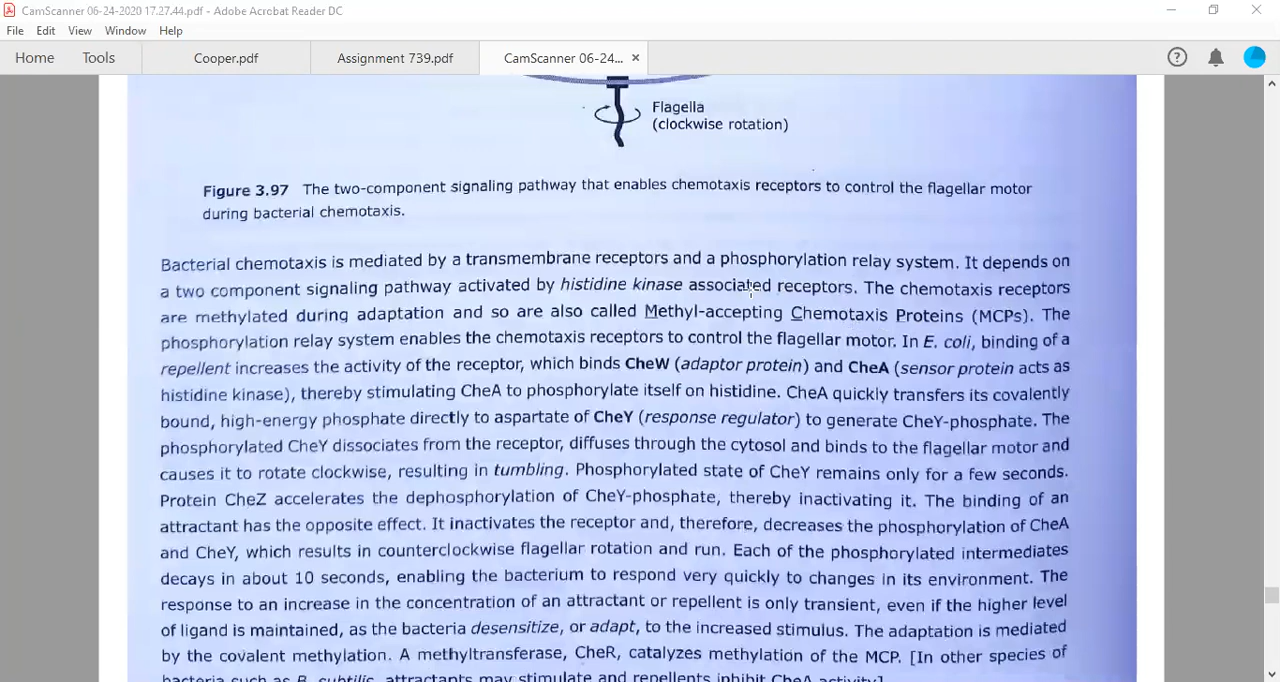 CamScanner 06-24-2020 17.27.44.pdf - Adobe Acrobat Reader DC
File Edit View Window Help
Home Tools Cooper.pdf Assignment 739.pdf CamScanner 06-24... ×
Flagella
(clockwise rotation)
Figure 3.97 The two-component signaling pathway that enables chemotaxis receptors to control the flagellar motor
during bacterial chemotaxis.
Bacterial chemotaxis is mediated by a transmembrane receptors and a phosphorylation relay system. It depends on
a two component signaling pathway activated by histidine kinase associated receptors. The chemotaxis receptors
are methylated during adaptation and so are also called Methyl-accepting Chemotaxis Proteins (MCPs). The
phosphorylation relay system enables the chemotaxis receptors to control the flagellar motor. In E. coli, binding of a
repellent increases the activity of the receptor, which binds CheW (adaptor protein) and CheA (sensor protein acts as
histidine kinase), thereby stimulating CheA to phosphorylate itself on histidine. CheA quickly transfers its covalently
bound, high-energy phosphate directly to aspartate of CheY (response regulator) to generate CheY-phosphate. The
phosphorylated CheY dissociates from the receptor, diffuses through the cytosol and binds to the flagellar motor and
causes it to rotate clockwise, resulting in tumbling. Phosphorylated state of CheY remains only for a few seconds.
Protein CheZ accelerates the dephosphorylation of CheY-phosphate, thereby inactivating it. The binding of an
attractant has the opposite effect. It inactivates the receptor and, therefore, decreases the phosphorylation of CheA
and CheY, which results in counterclockwise flagellar rotation and run. Each of the phosphorylated intermediates
decays in about 10 seconds, enabling the bacterium to respond very quickly to changes in its environment. The
response to an increase in the concentration of an attractant or repellent is only transient, even if the higher level
of ligand is maintained, as the bacteria desensitize, or adapt, to the increased stimulus. The adaptation is mediated
by the covalent methylation. A methyltransferase, CheR, catalyzes methylation of the MCP. [In other species of
bacteria such as B. subtilis, attractants may stimulate and repellents inhibit CheA activity]